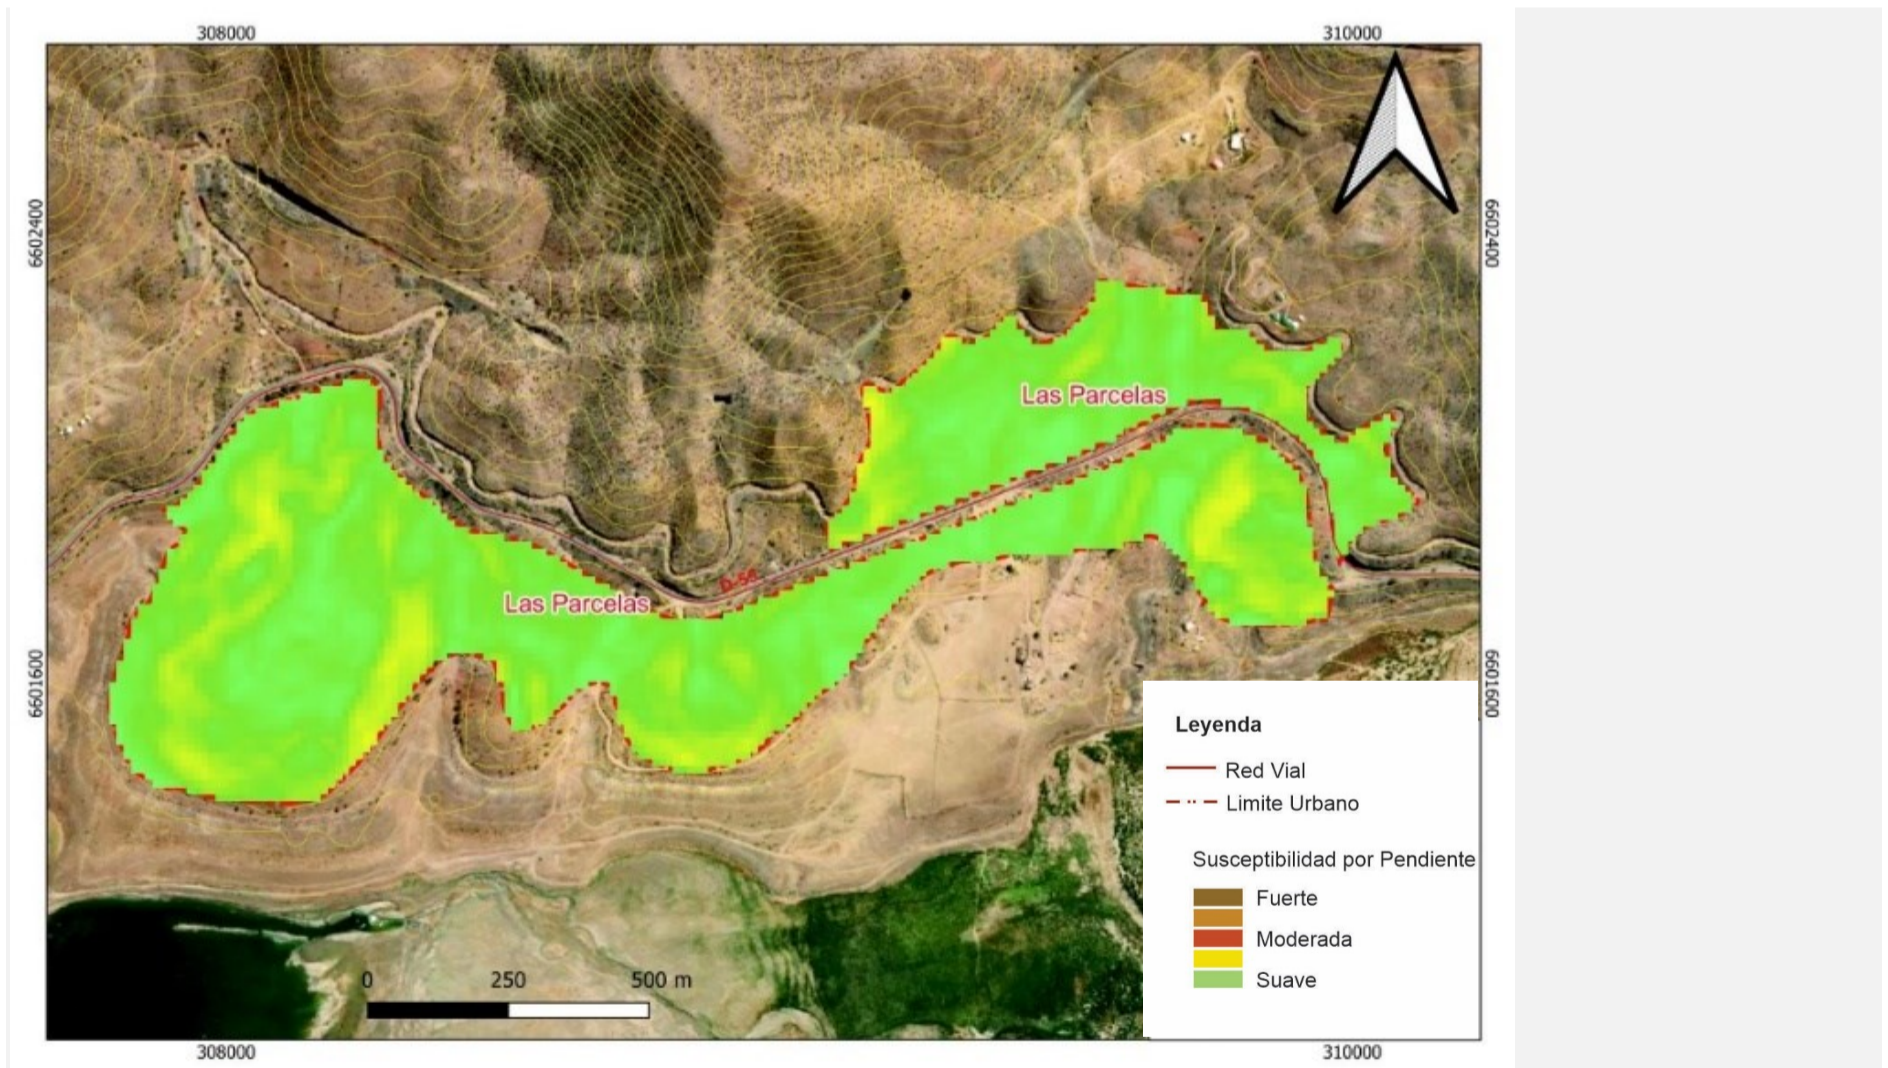 308000
310000
6602400
6602400
Las Parcelas
D-55
Las Parcelas
6601600
6601600
Leyenda
Red Vial
Limite Urbano
Susceptibilidad por Pendiente
Fuerte
Moderada
Suave
0 250 500 m
308000
310000